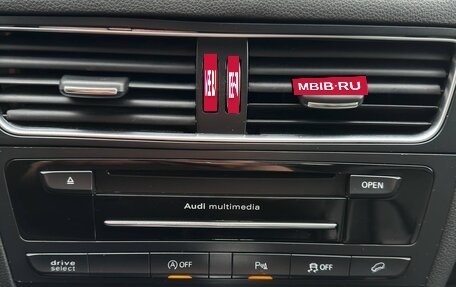 MBIB·RU
OPEN
Audi multimedia
drive select
OFF
P
OFF